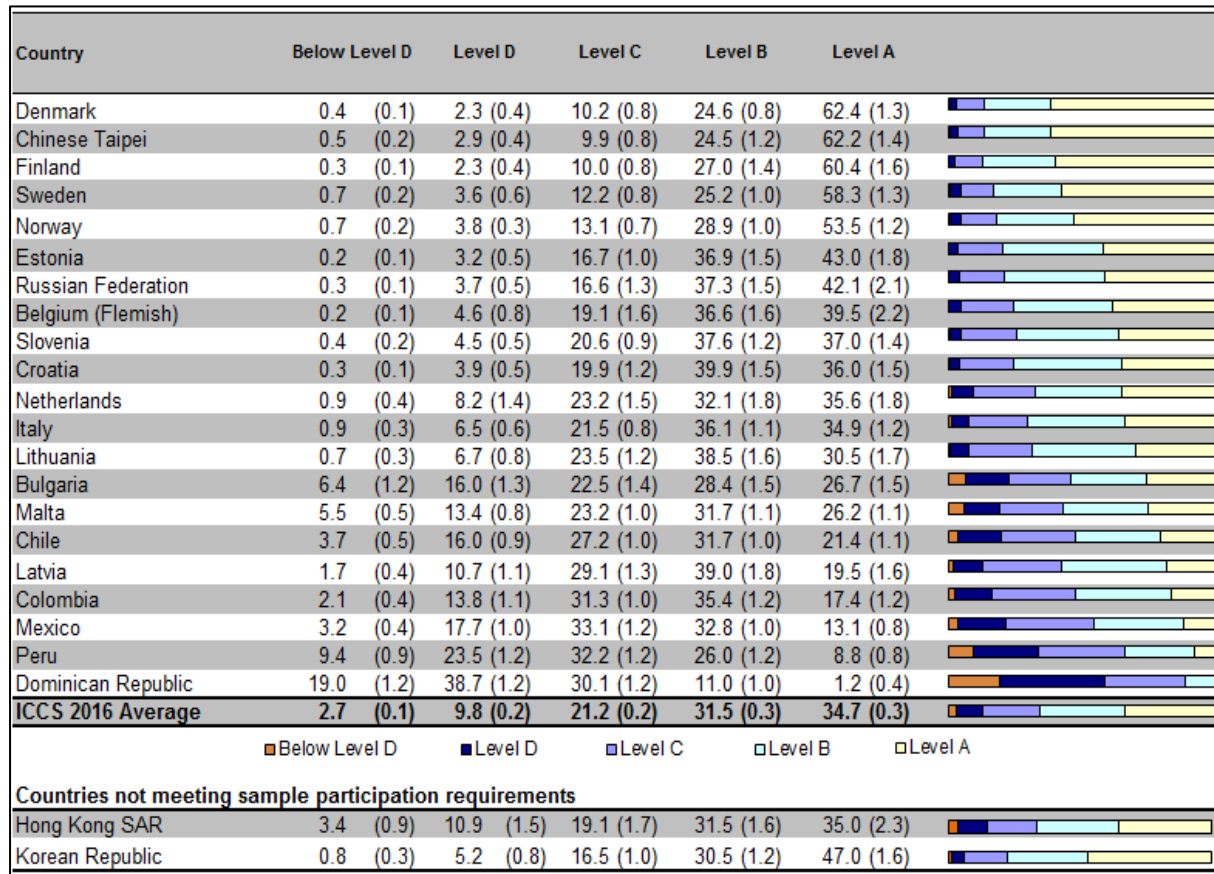 Country Below Level D Level D Level C Level B Level A
Denmark 0.4 (0.1) 2.3 (0.4) 10.2 (0.8) 24.6 (0.8) 62.4 (1.3)
Chinese Taipei 0.5 (0.2) 2.9 (0.4) 9.9 (0.8) 24.5 (1.2) 62.2 (1.4)
Finland 0.3 (0.1) 2.3 (0.4) 10.0 (0.8) 27.0 (1.4) 60.4 (1.6)
Sweden 0.7 (0.2) 3.6 (0.6) 12.2 (0.8) 25.2 (1.0) 58.3 (1.3)
Norway 0.7 (0.2) 3.8 (0.3) 13.1 (0.7) 28.9 (1.0) 53.5 (1.2)
Estonia 0.2 (0.1) 3.2 (0.5) 16.7 (1.0) 36.9 (1.5) 43.0 (1.8)
Russian Federation 0.3 (0.1) 3.7 (0.5) 16.6 (1.3) 37.3 (1.5) 42.1 (2.1)
Belgium (Flemish) 0.2 (0.1) 4.6 (0.8) 19.1 (1.6) 36.6 (1.6) 39.5 (2.2)
Slovenia 0.4 (0.2) 4.5 (0.5) 20.6 (0.9) 37.6 (1.2) 37.0 (1.4)
Croatia 0.3 (0.1) 3.9 (0.5) 19.9 (1.2) 39.9 (1.5) 36.0 (1.5)
Netherlands 0.9 (0.4) 8.2 (1.4) 23.2 (1.5) 32.1 (1.8) 35.6 (1.8)
Italy 0.9 (0.3) 6.5 (0.6) 21.5 (0.8) 36.1 (1.1) 34.9 (1.2)
Lithuania 0.7 (0.3) 6.7 (0.8) 23.5 (1.2) 38.5 (1.6) 30.5 (1.7)
Bulgaria 6.4 (1.2) 16.0 (1.3) 22.5 (1.4) 28.4 (1.5) 26.7 (1.5)
Malta 5.5 (0.5) 13.4 (0.8) 23.2 (1.0) 31.7 (1.1) 26.2 (1.1)
Chile 3.7 (0.5) 16.0 (0.9) 27.2 (1.0) 31.7 (1.0) 21.4 (1.1)
Latvia 1.7 (0.4) 10.7 (1.1) 29.1 (1.3) 39.0 (1.8) 19.5 (1.6)
Colombia 2.1 (0.4) 13.8 (1.1) 31.3 (1.0) 35.4 (1.2) 17.4 (1.2)
Mexico 3.2 (0.4) 17.7 (1.0) 33.1 (1.2) 32.8 (1.0) 13.1 (0.8)
Peru 9.4 (0.9) 23.5 (1.2) 32.2 (1.2) 26.0 (1.2) 8.8 (0.8)
Dominican Republic 19.0 (1.2) 38.7 (1.2) 30.1 (1.2) 11.0 (1.0) 1.2 (0.4)
ICCS 2016 Average 2.7 (0.1) 9.8 (0.2) 21.2 (0.2) 31.5 (0.3) 34.7 (0.3)
Below Level D Level D Level C Level B Level A
Countries not meeting sample participation requirements
Hong Kong SAR 3.4 (0.9) 10.9 (1.5) 19.1 (1.7) 31.5 (1.6) 35.0 (2.3)
Korean Republic 0.8 (0.3) 5.2 (0.8) 16.5 (1.0) 30.5 (1.2) 47.0 (1.6)